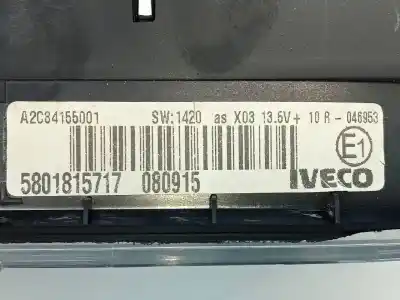 A2C84155001 SW:1420 as X03 13.5V+ 10 R - 046953
E1
5801815717 080915 IVECO